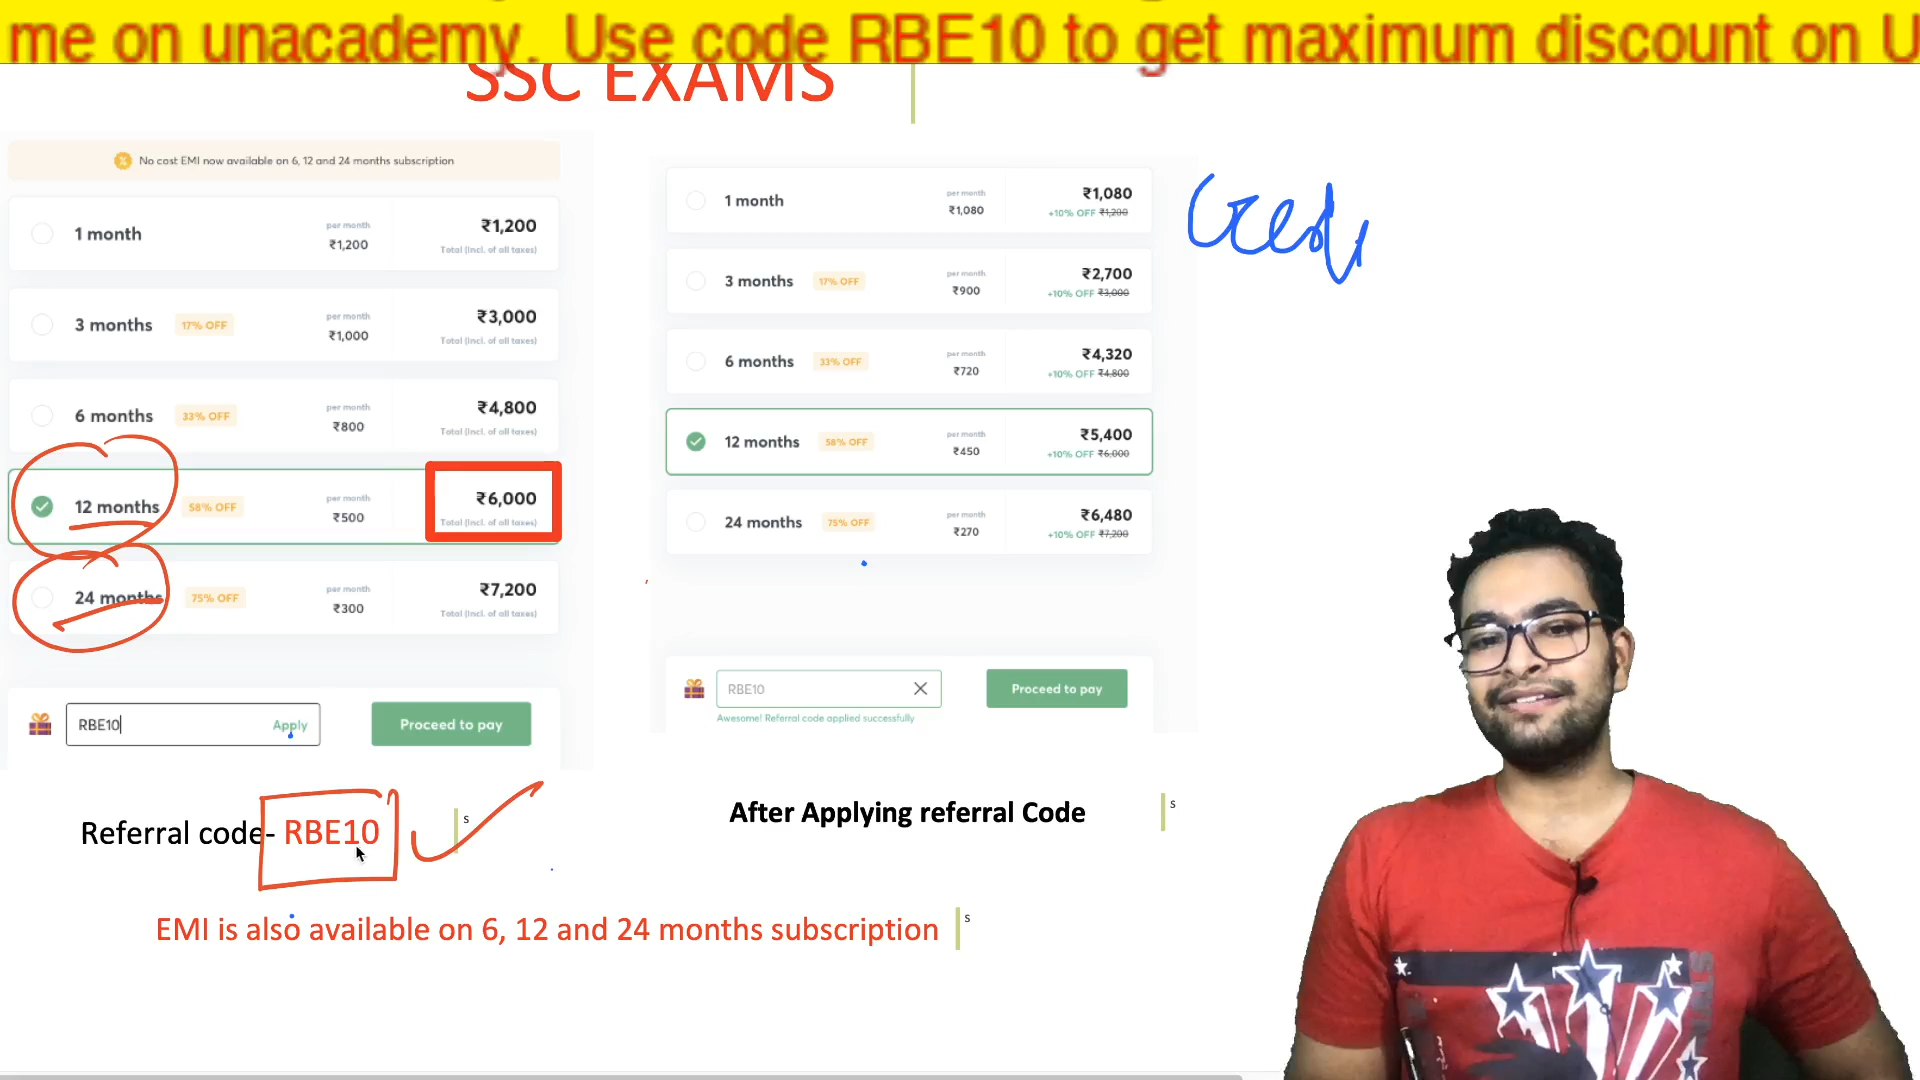 me on unacademy. Use code RBE10 to get maximum discount on U
SSC EXAMS
No cost EMI now available on 6, 12 and 24 months subscription
1 month per month ₹1,200 ₹1,200 Total (Incl. of all taxes)
3 months 17% OFF per month ₹1,000 ₹3,000 Total (Incl. of all taxes)
6 months 33% OFF per month ₹800 ₹4,800 Total (Incl. of all taxes)
12 months 58% OFF per month ₹500 ₹6,000 Total (Incl. of all taxes)
24 months 75% OFF per month ₹300 ₹7,200 Total (Incl. of all taxes)
RBE10 Apply Proceed to pay
Referral code- RBE10 s
1 month per month ₹1,080 ₹1,080 +10% OFF ₹1,200
3 months 17% OFF per month ₹900 ₹2,700 +10% OFF ₹3,000
6 months 33% OFF per month ₹720 ₹4,320 +10% OFF ₹4,800
12 months 58% OFF per month ₹450 ₹5,400 +10% OFF ₹6,000
24 months 75% OFF per month ₹270 ₹6,480 +10% OFF ₹7,200
RBE10 Proceed to pay
Awesome! Referral code applied successfully
After Applying referral Code s
EMI is also available on 6, 12 and 24 months subscription s